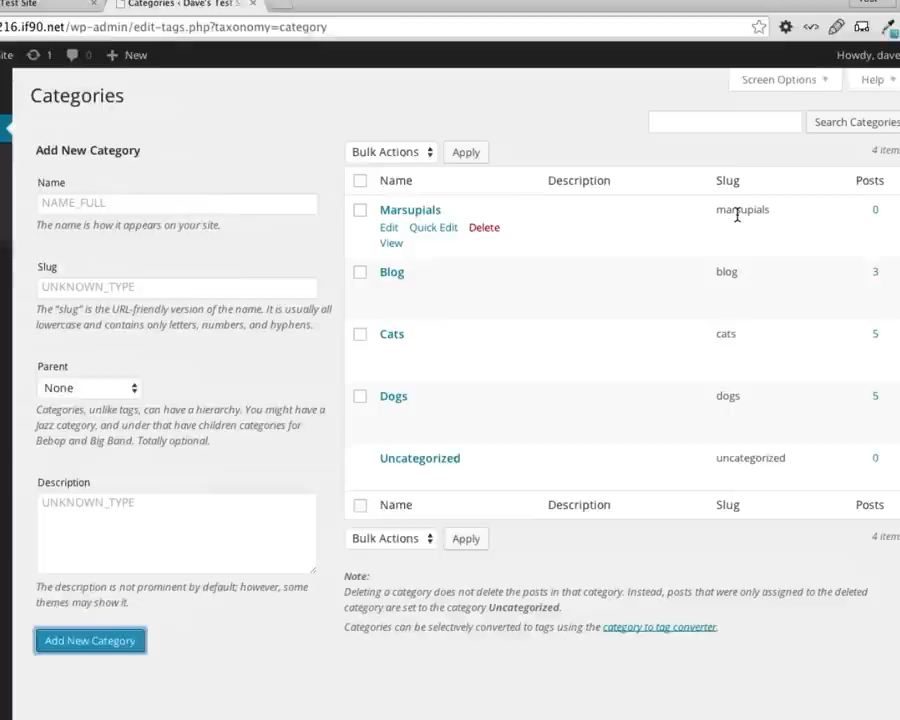 Test Site
Categories ‹ Dave's Test S
216.if90.net/wp-admin/edit-tags.php?taxonomy=category
ite 1 0 New Howdy, dave
Screen Options Help
Categories
Search Categories
Add New Category
Bulk Actions Apply 4 item
Name Description Slug Posts
Name
NAME_FULL
The name is how it appears on your site.
Marsupials marsupials 0
Edit Quick Edit Delete
View
Slug
UNKNOWN_TYPE
The "slug" is the URL-friendly version of the name. It is usually all
lowercase and contains only letters, numbers, and hyphens.
Blog blog 3
Cats cats 5
Parent
None
Categories, unlike tags, can have a hierarchy. You might have a
Jazz category, and under that have children categories for
Bebop and Big Band. Totally optional.
Dogs dogs 5
Uncategorized uncategorized 0
Description
UNKNOWN_TYPE
Name Description Slug Posts
Bulk Actions Apply 4 item
The description is not prominent by default; however, some
themes may show it.
Add New Category
Note:
Deleting a category does not delete the posts in that category. Instead, posts that were only assigned to the deleted
category are set to the category Uncategorized.
Categories can be selectively converted to tags using the category to tag converter.